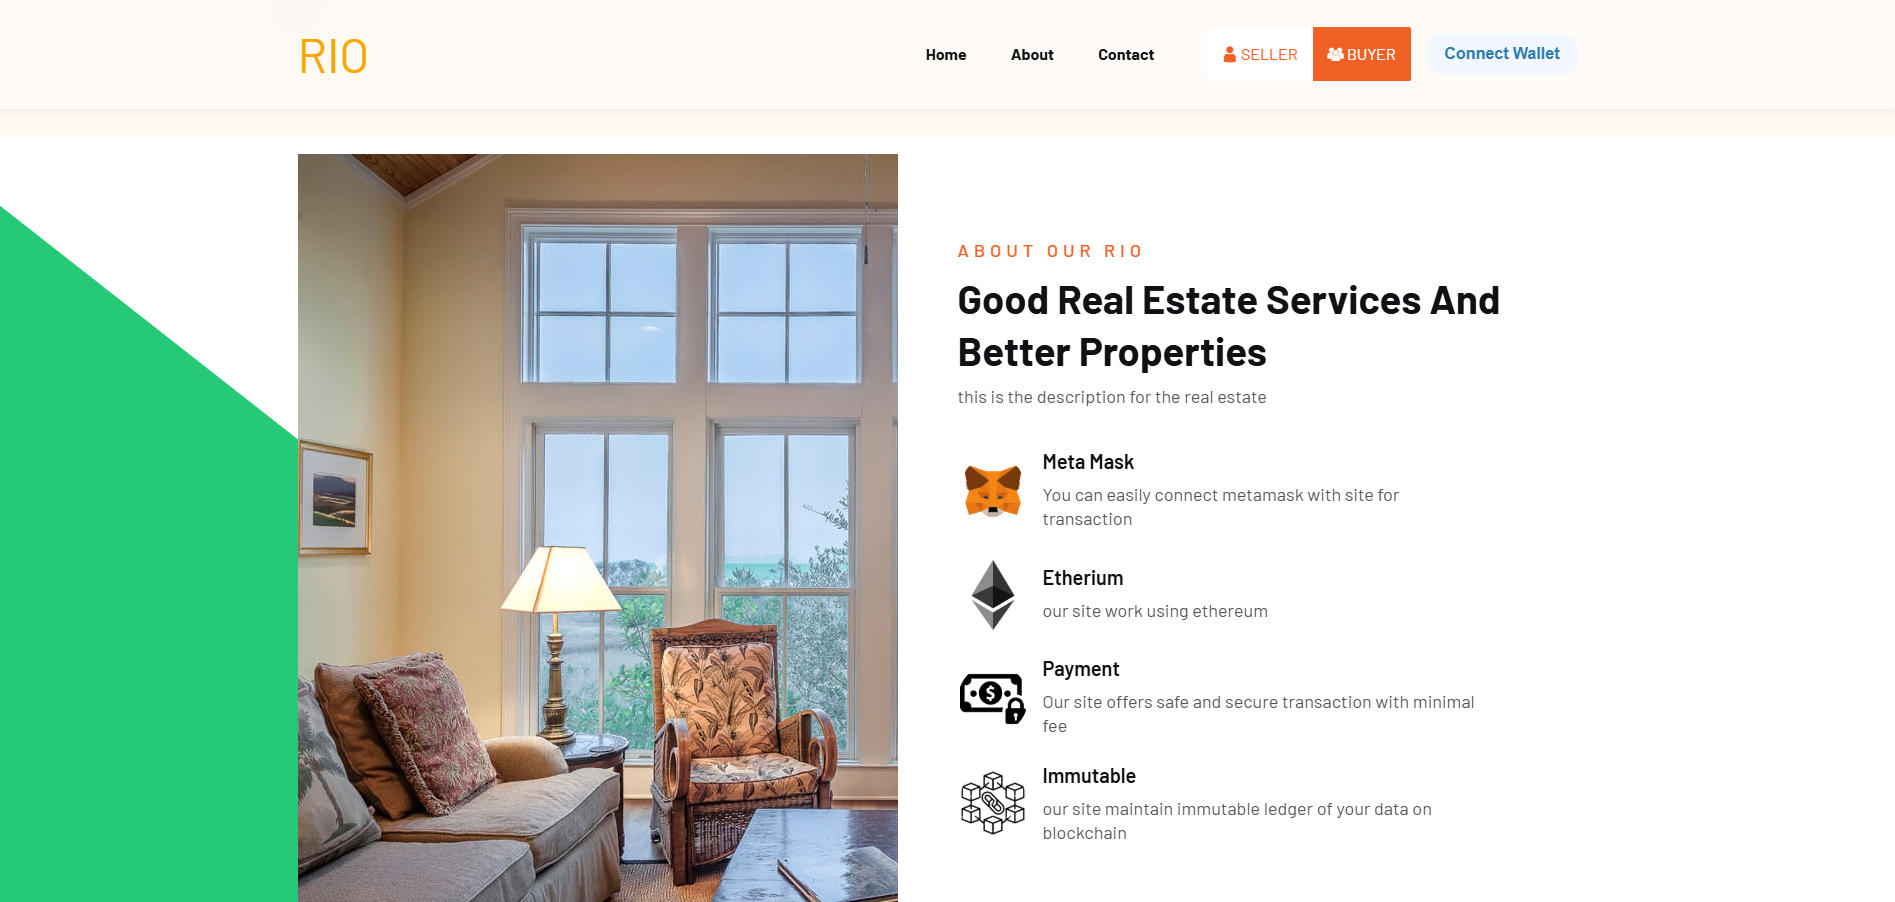 RIO
Home
About
Contact
SELLER
BUYER
Connect Wallet
ABOUT OUR RIO
Good Real Estate Services And
Better Properties
this is the description for the real estate
Meta Mask
You can easily connect metamask with site for
transaction
Etherium
our site work using ethereum
Payment
Our site offers safe and secure transaction with minimal
fee
Immutable
our site maintain immutable ledger of your data on
blockchain